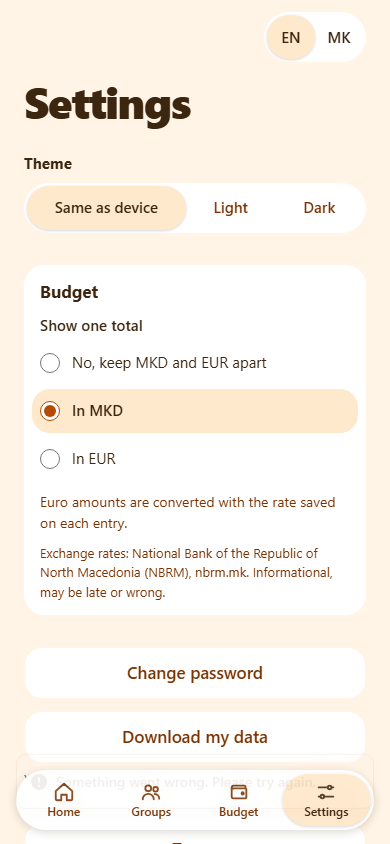 EN MK
Settings
Theme
Same as device Light Dark
Budget
Show one total
No, keep MKD and EUR apart
In MKD
In EUR
Euro amounts are converted with the rate saved
on each entry.
Exchange rates: National Bank of the Republic of
North Macedonia (NBRM), nbrm.mk. Informational,
may be late or wrong.
Change password
Download my data
Something went wrong. Please try again.
Home Groups Budget Settings